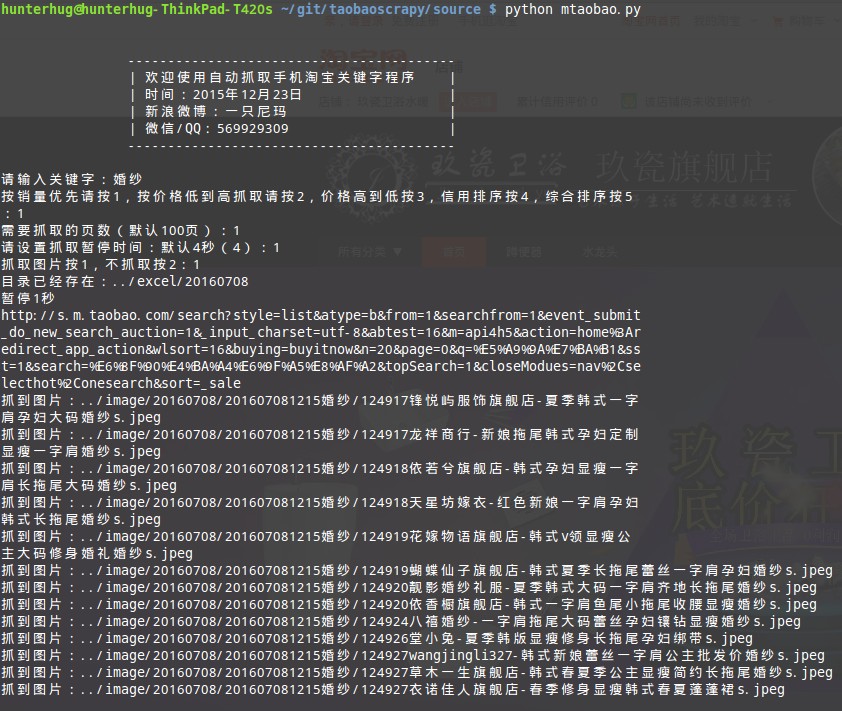 hunterhug@hunterhug-ThinkPad-T420s ~/git/taobaoscrapy/source $ python mtaobao.py
---------------------------------------
| 欢迎使用自动抓取手机淘宝关键字程序 |
| 时间：2015年12月23日 |
| 新浪微博：一只尼玛 |
| 微信/QQ：569929309 |
---------------------------------------
请输入关键字：婚纱
按销量优先请按1，按价格低到高抓取请按2，价格高到低按3，信用排序按4，综合排序按5
：1
需要抓取的页数（默认100页）：1
请设置抓取暂停时间：默认4秒（4）：1
抓取图片按1，不抓取按2：1
目录已经存在：../excel/20160708
暂停1秒
http://s.m.taobao.com/search?style=list&atype=b&from=1&searchfrom=1&event_submit
_do_new_search_auction=1&_input_charset=utf-8&abtest=16&m=api4h5&action=home%3Ar
edirect_app_action&wlsort=16&buying=buyitnow&n=20&page=0&q=%E5%A9%9A%E7%BA%B1&ss
t=1&search=%E6%8F%90%E4%BA%A4%E6%9F%A5%E8%AF%A2&topSearch=1&closeModues=nav%2Cse
lecthot%2Conesearch&sort=_sale
抓到图片：../image/20160708/201607081215婚纱/124917锋悦屿服饰旗舰店-夏季韩式一字
肩孕妇大码婚纱s.jpeg
抓到图片：../image/20160708/201607081215婚纱/124917龙祥商行-新娘拖尾韩式孕妇定制
显瘦一字肩婚纱s.jpeg
抓到图片：../image/20160708/201607081215婚纱/124918依若兮旗舰店-韩式孕妇显瘦一字
肩长拖尾大码婚纱s.jpeg
抓到图片：../image/20160708/201607081215婚纱/124918天星坊嫁衣-红色新娘一字肩孕妇
韩式长拖尾婚纱s.jpeg
抓到图片：../image/20160708/201607081215婚纱/124919花嫁物语旗舰店-韩式v领显瘦公
主大码修身婚礼婚纱s.jpeg
抓到图片：../image/20160708/201607081215婚纱/124919蝴蝶仙子旗舰店-韩式夏季长拖尾蕾丝一字肩孕妇婚纱s.jpeg
抓到图片：../image/20160708/201607081215婚纱/124920靓影婚纱礼服-夏季韩式大码一字肩齐地长拖尾婚纱s.jpeg
抓到图片：../image/20160708/201607081215婚纱/124920依香橱旗舰店-韩式一字肩鱼尾小拖尾收腰显瘦婚纱s.jpeg
抓到图片：../image/20160708/201607081215婚纱/124924八禧婚纱-一字肩拖尾大码蕾丝孕妇镶钻显瘦婚纱s.jpeg
抓到图片：../image/20160708/201607081215婚纱/124926堂小兔-夏季韩版显瘦修身长拖尾孕妇绑带s.jpeg
抓到图片：../image/20160708/201607081215婚纱/124927wangjingli327-韩式新娘蕾丝一字肩公主批发价婚纱s.jpeg
抓到图片：../image/20160708/201607081215婚纱/124927草木一生旗舰店-韩式春夏季公主显瘦简约长拖尾婚纱s.jpeg
抓到图片：../image/20160708/201607081215婚纱/124927衣诺佳人旗舰店-春季修身显瘦韩式春夏蓬蓬裙s.jpeg
玖瓷卫浴
玖瓷旗舰店
所有分类
首页
水龙头
玖瓷卫
底价